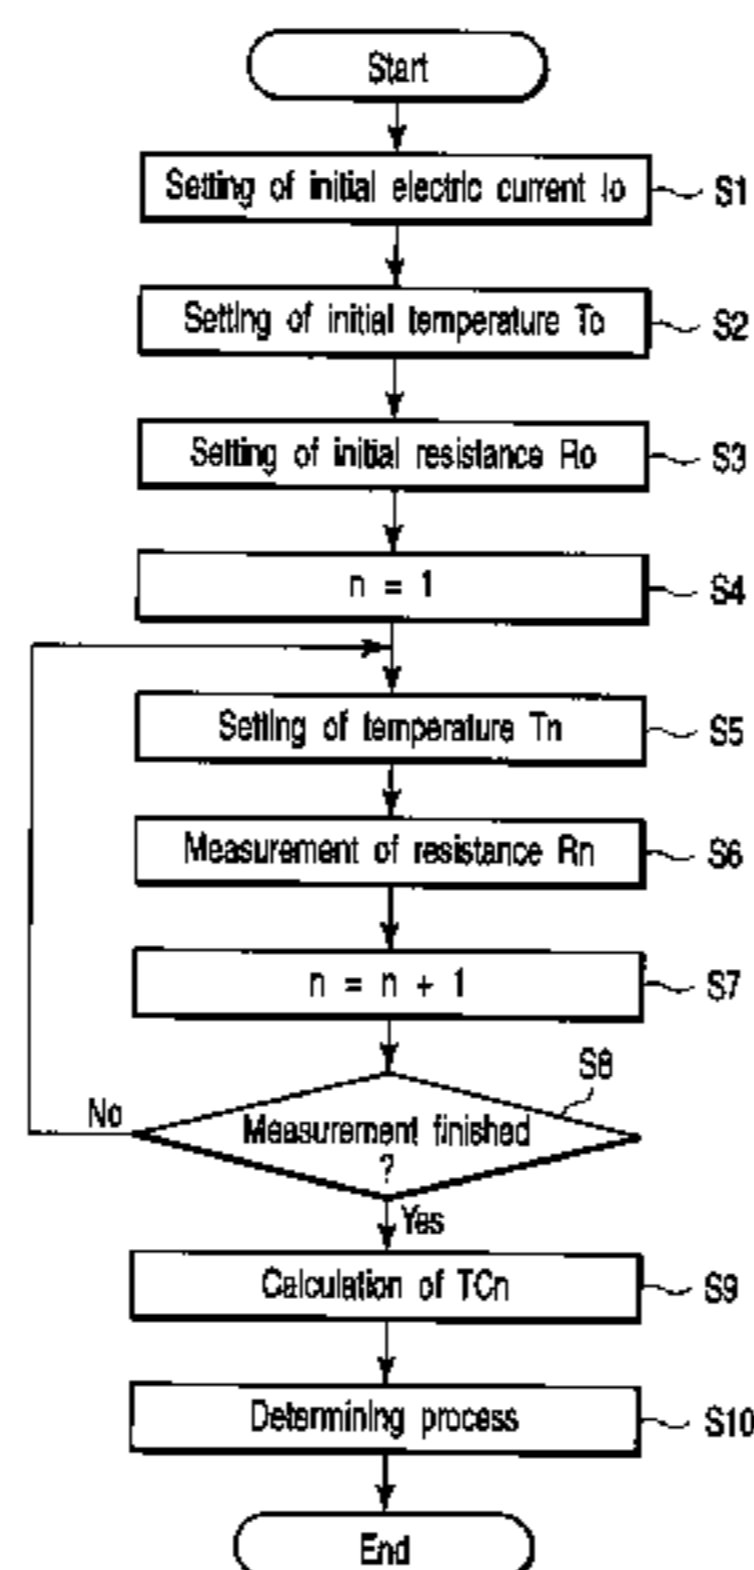 Start
Setting of initial electric current Io
S1
Setting of initial temperature To
S2
Setting of initial resistance Ro
S3
n = 1
S4
Setting of temperature Tn
S5
Measurement of resistance Rn
S6
n = n + 1
S7
S8
No
Measurement finished
?
Yes
Calculation of TCn
S9
Determining process
S10
End